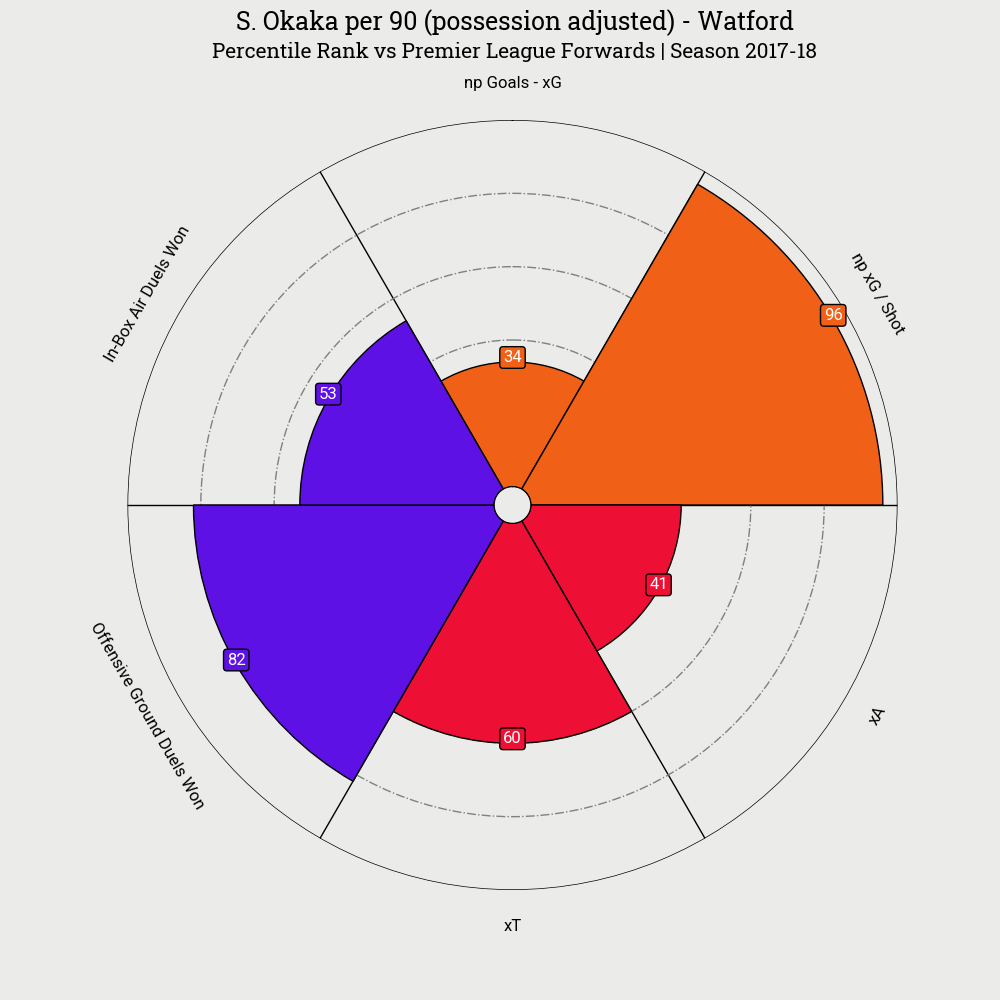 S. Okaka per 90 (possession adjusted) - Watford
Percentile Rank vs Premier League Forwards | Season 2017-18
np Goals - xG
np xG / Shot
In-Box Air Duels Won
96
34
53
41
82
60
Offensive Ground Duels Won
xA
xT